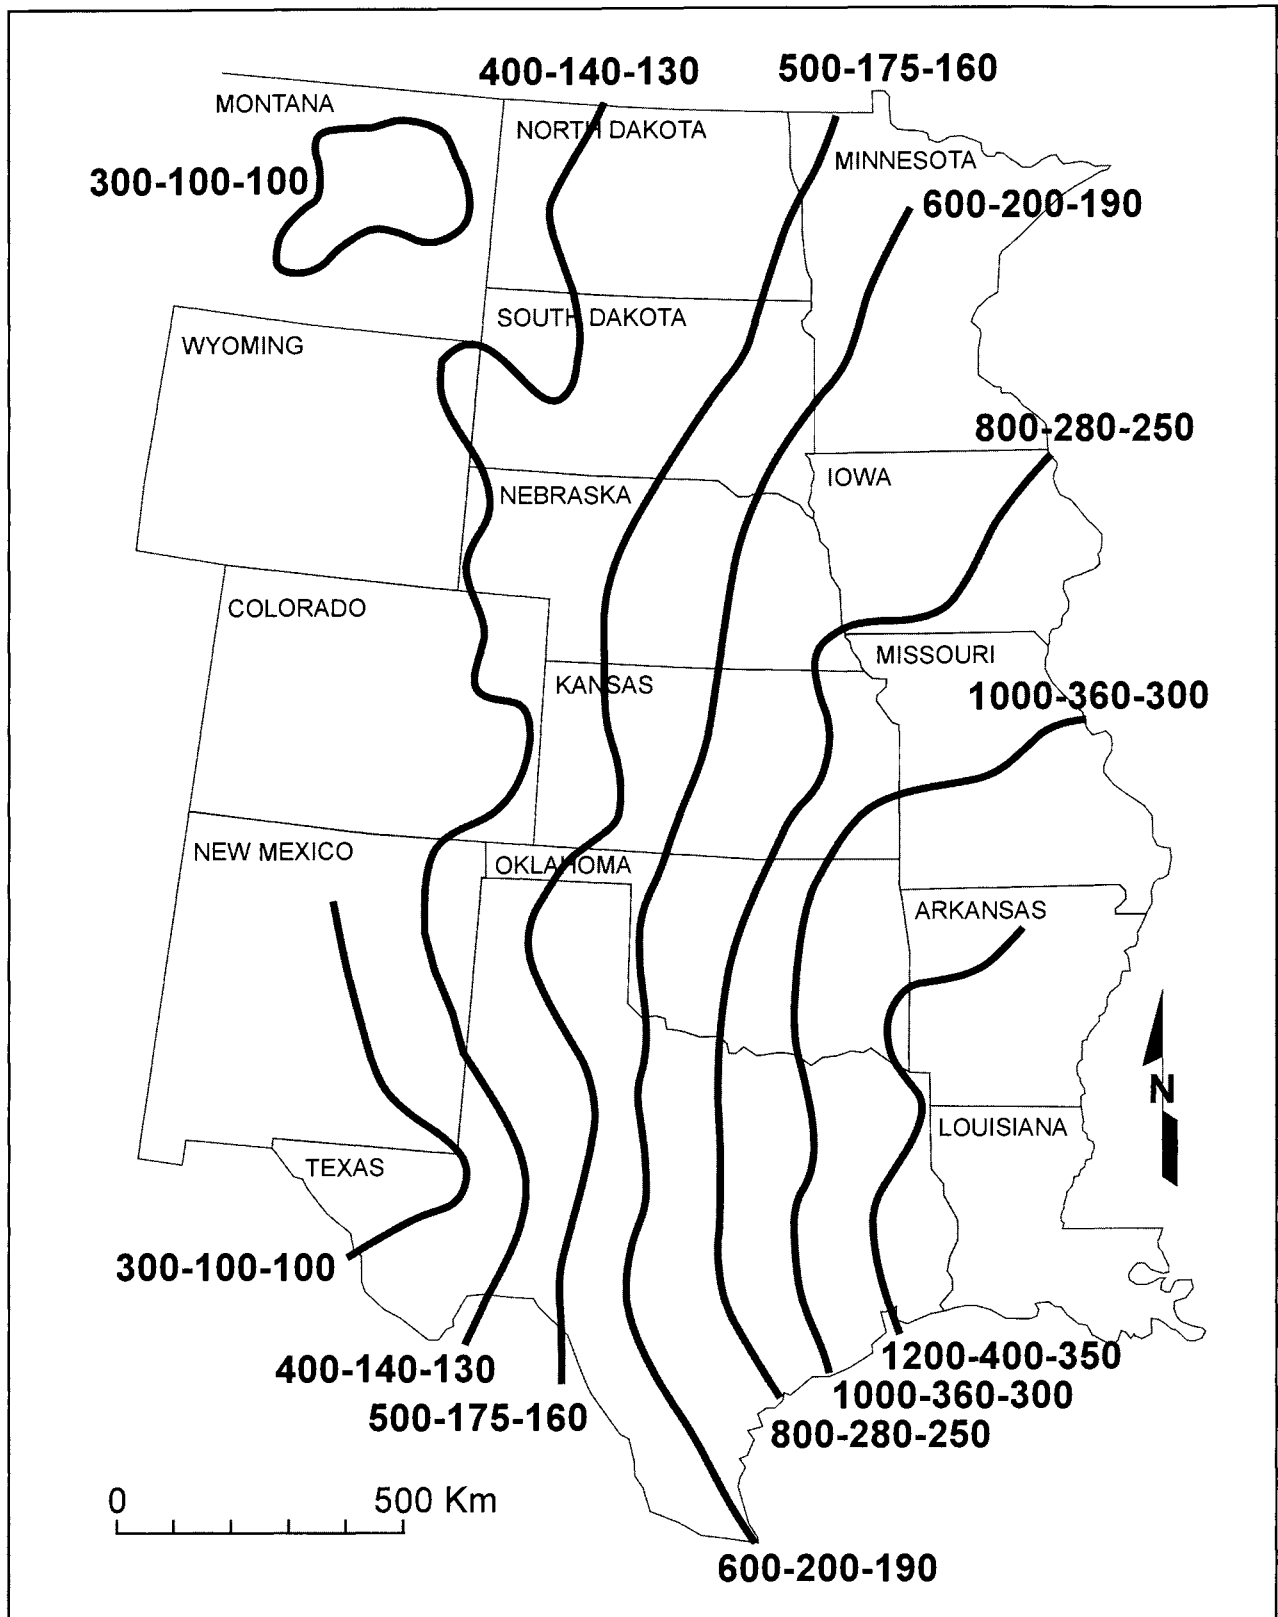 400-140-130
500-175-160
MONTANA
NORTH DAKOTA
MINNESOTA
300-100-100
600-200-190
SOUTH DAKOTA
WYOMING
800-280-250
IOWA
NEBRASKA
COLORADO
MISSOURI
KANSAS
1000-360-300
NEW MEXICO
OKLAHOMA
ARKANSAS
N
LOUISIANA
TEXAS
300-100-100
1200-400-350
400-140-130
1000-360-300
500-175-160
800-280-250
0 500 Km
600-200-190